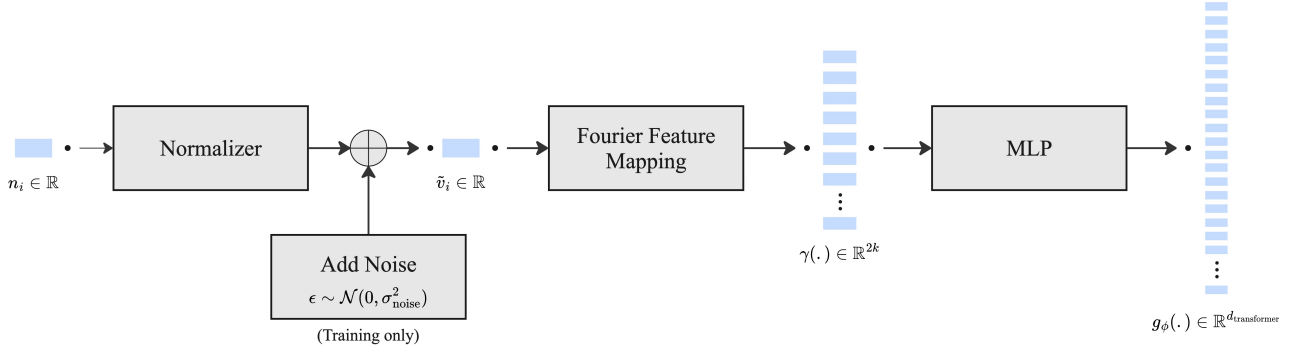 n_i ∈ ℝ
Normalizer
Add Noise
ϵ ∼ 𝒩(0, σ²_noise)
(Training only)
ṽ_i ∈ ℝ
Fourier Feature
Mapping
γ(.) ∈ ℝ^{2k}
MLP
g_ϕ(.) ∈ ℝ^{d_transformer}